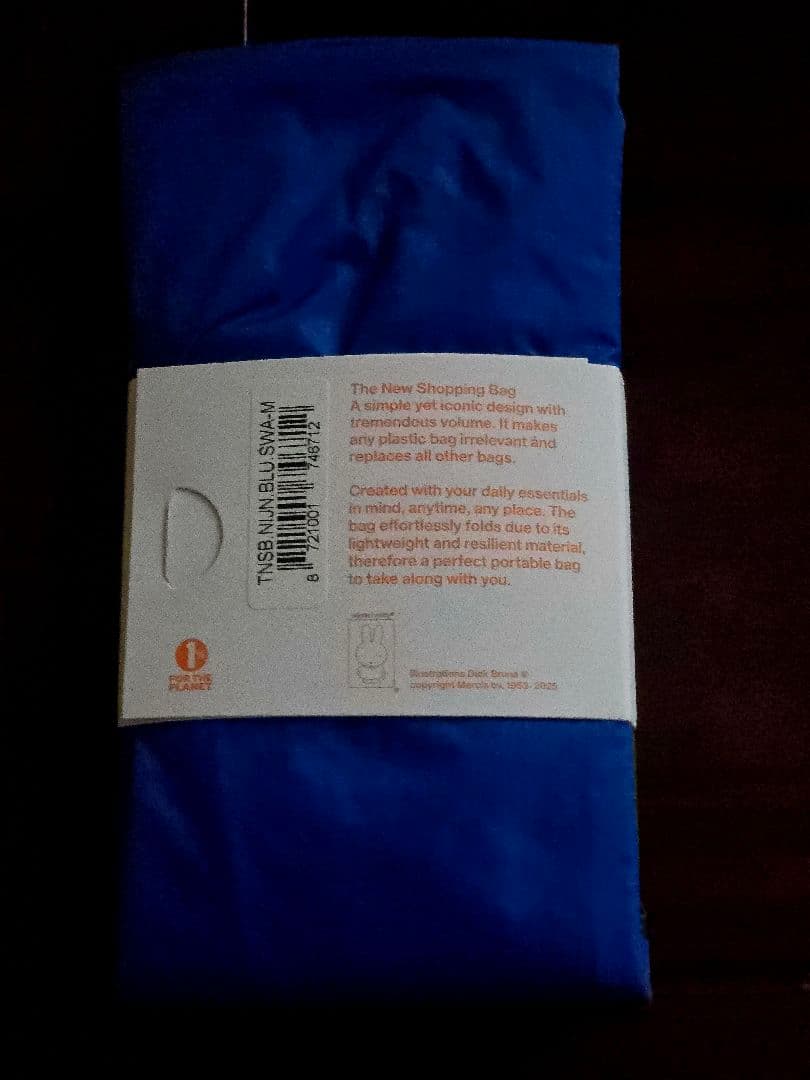 TNSB.NIJN.BLU.SWA-M
8 721001 746712
The New Shopping Bag
A simple yet iconic design with
tremendous volume. It makes
any plastic bag irrelevant and
replaces all other bags.
Created with your daily essentials
in mind, anytime, any place. The
bag effortlessly folds due to its
lightweight and resilient material,
therefore a perfect portable bag
to take along with you.
1%
FOR THE
PLANET
Illustrations Dick Bruna ©
copyright Mercis bv, 1953-2025